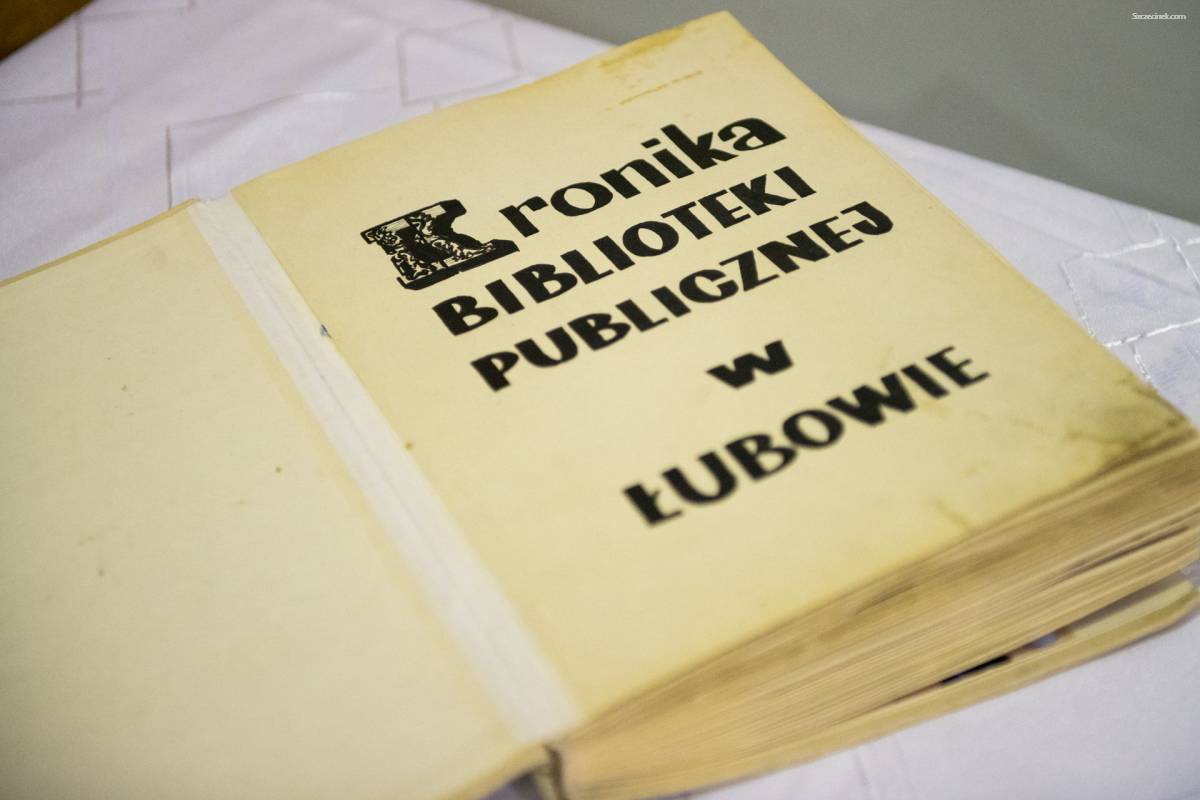 Szczecinek.com
Kronika
BIBLIOTEKI
PUBLICZNEJ
w
ŁUBOWIE